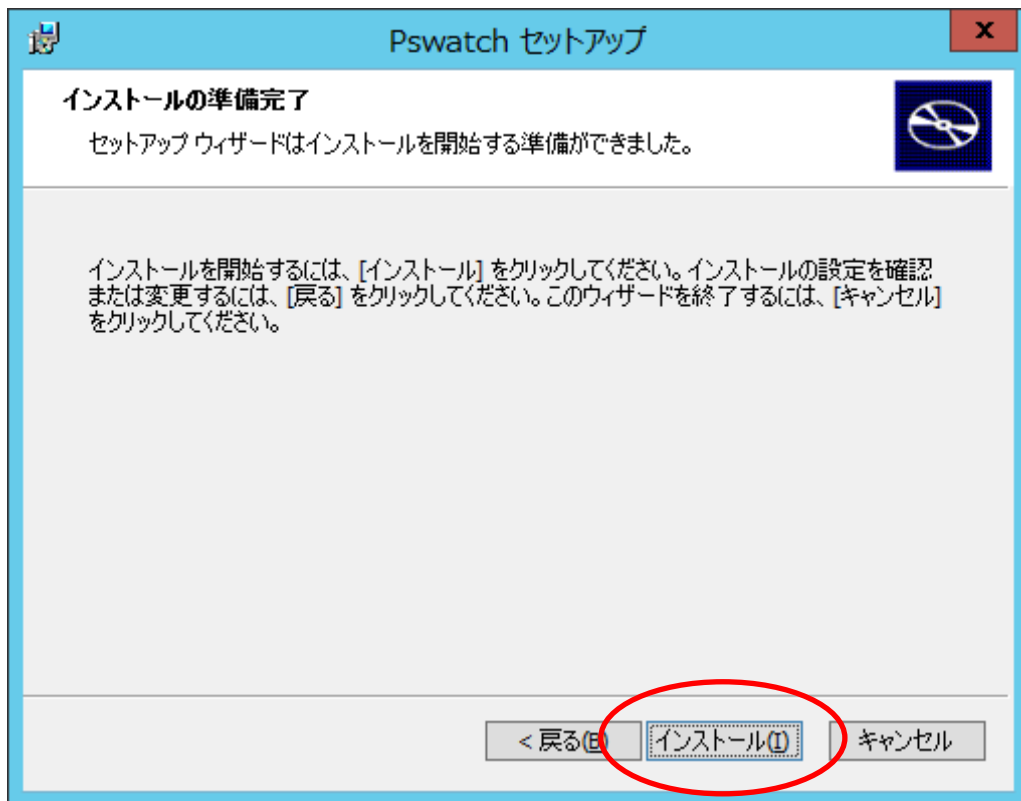 Pswatch セットアップ
x
インストールの準備完了
セットアップ ウィザードはインストールを開始する準備ができました。
インストールを開始するには、[インストール] をクリックしてください。インストールの設定を確認
または変更するには、[戻る] をクリックしてください。このウィザードを終了するには、[キャンセル]
をクリックしてください。
< 戻る(B)
インストール(I)
キャンセル